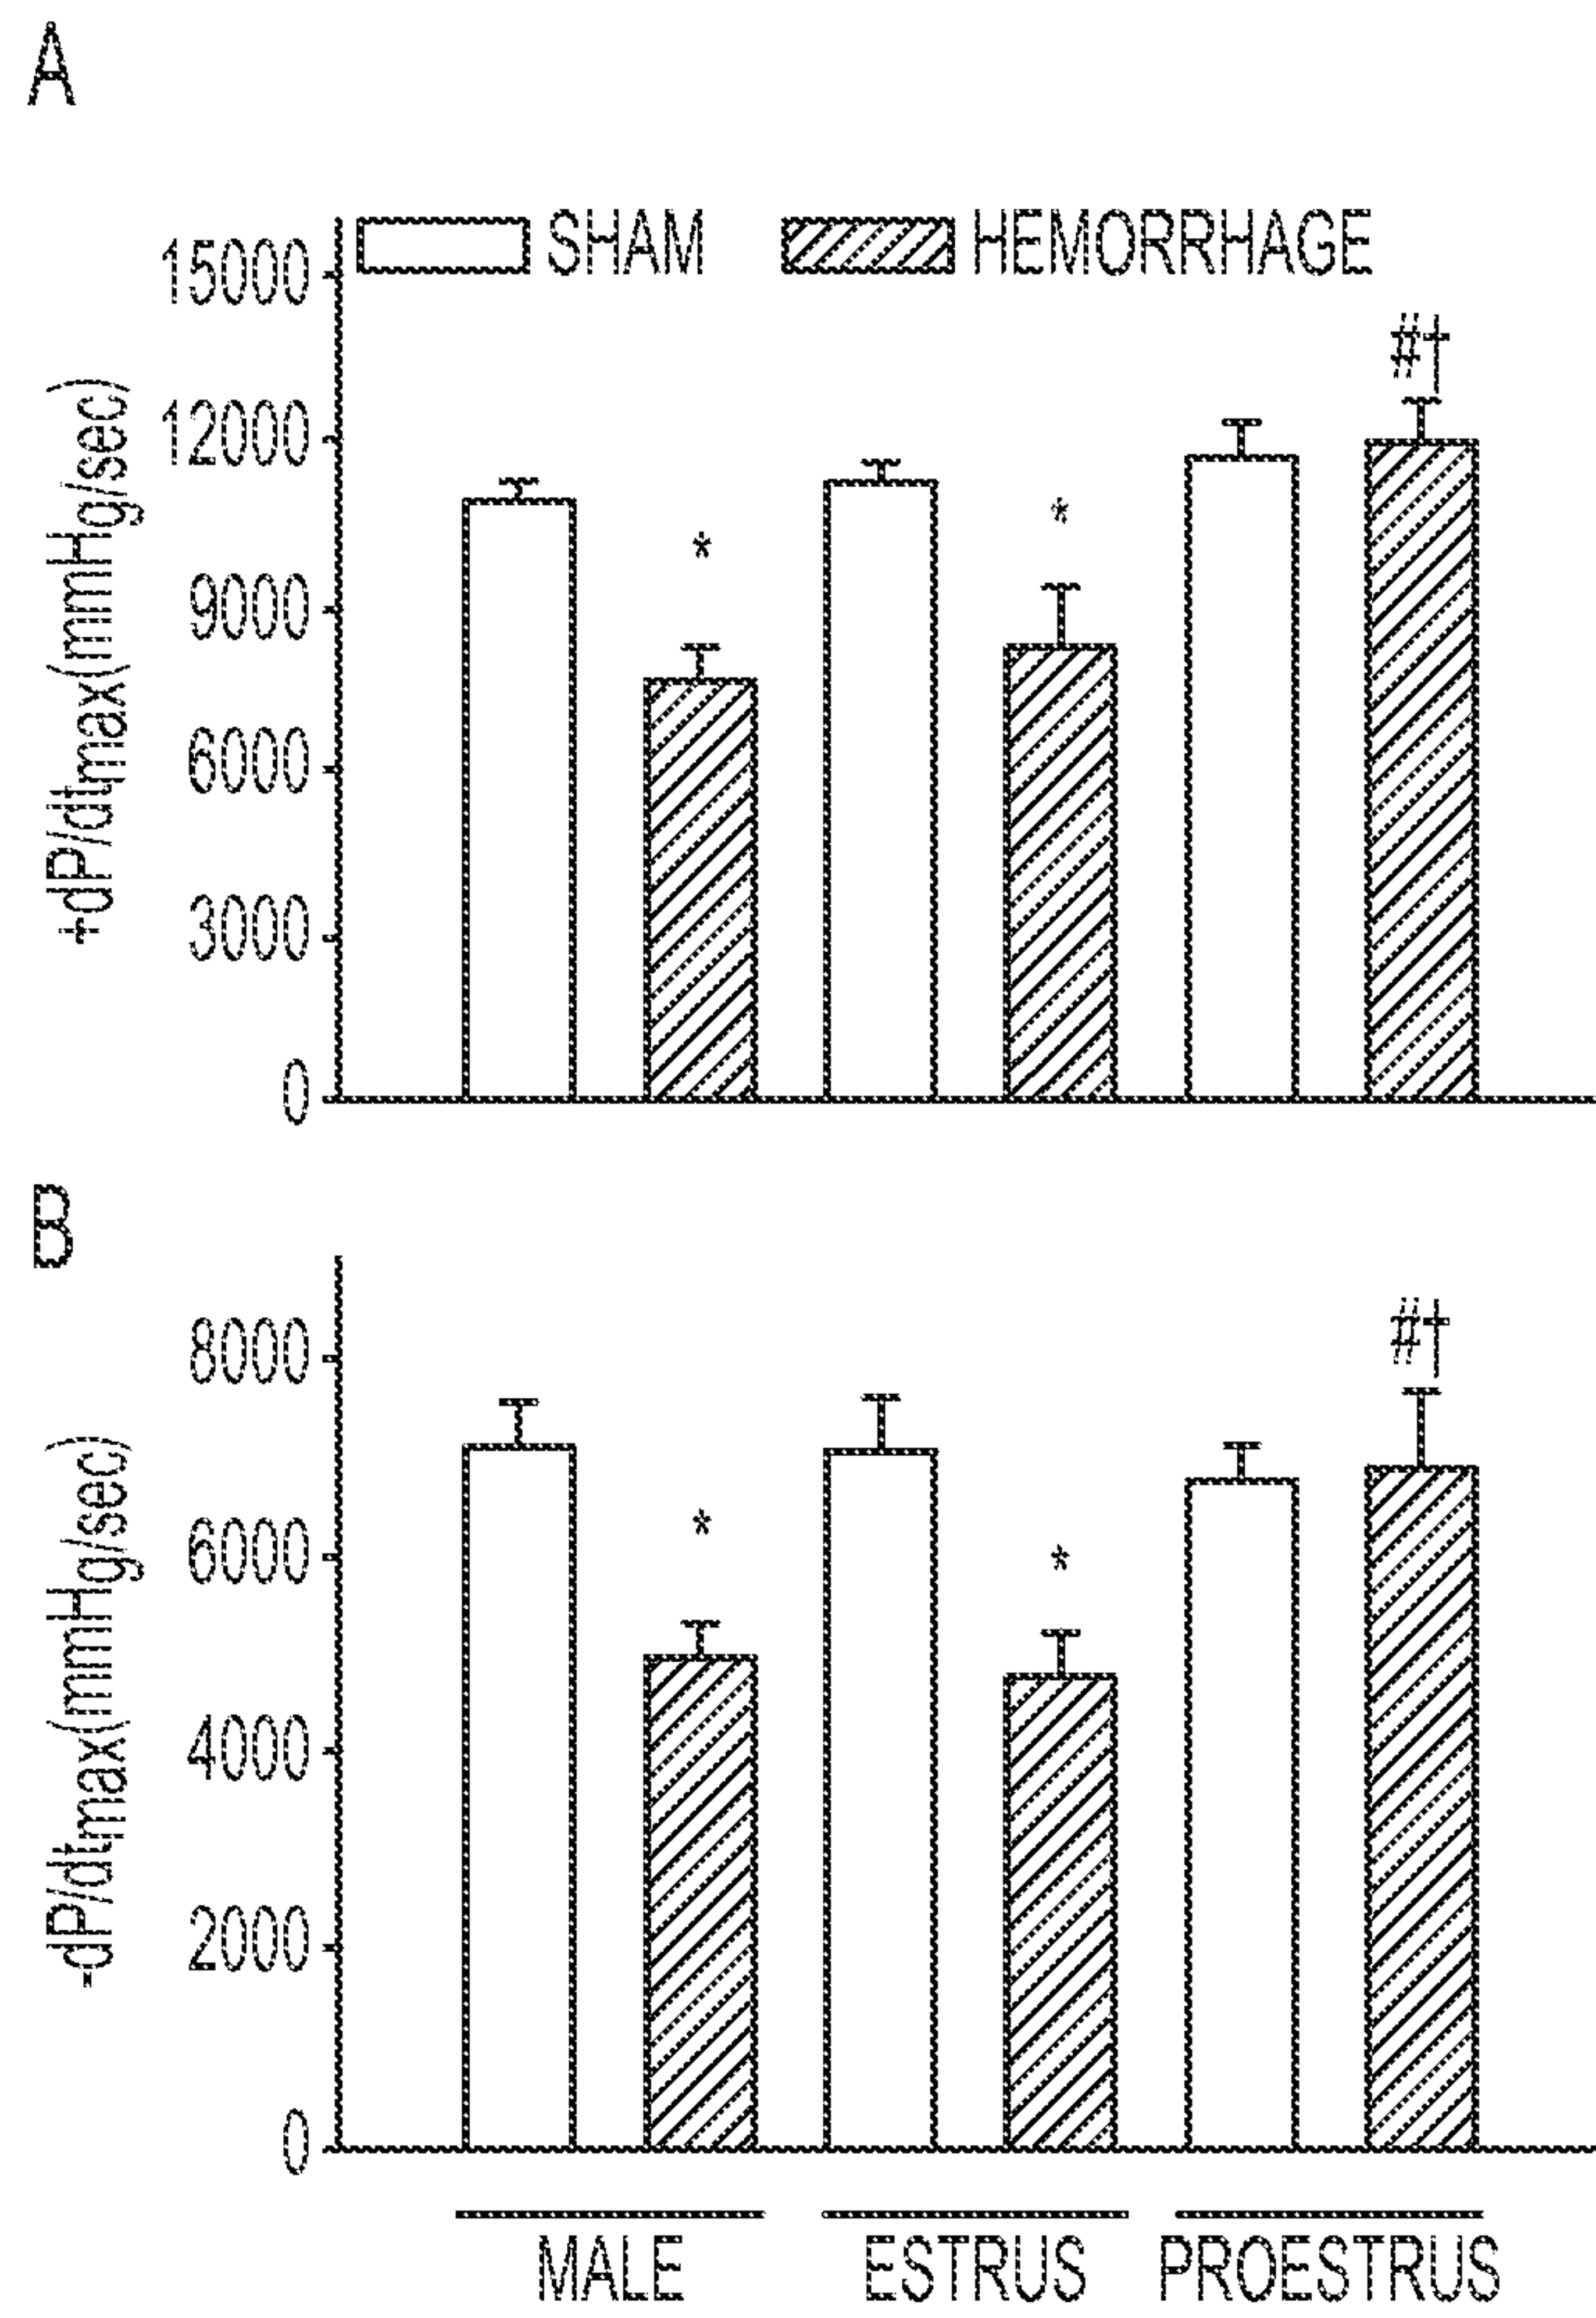 A
SHAM HEMORRHAGE
15000
12000
9000
6000
3000
0
+dP/dtmax(mmHg/sec)
*
*
#†
B
8000
6000
4000
2000
0
-dP/dtmax(mmHg/sec)
*
*
#†
MALE ESTRUS PROESTRUS